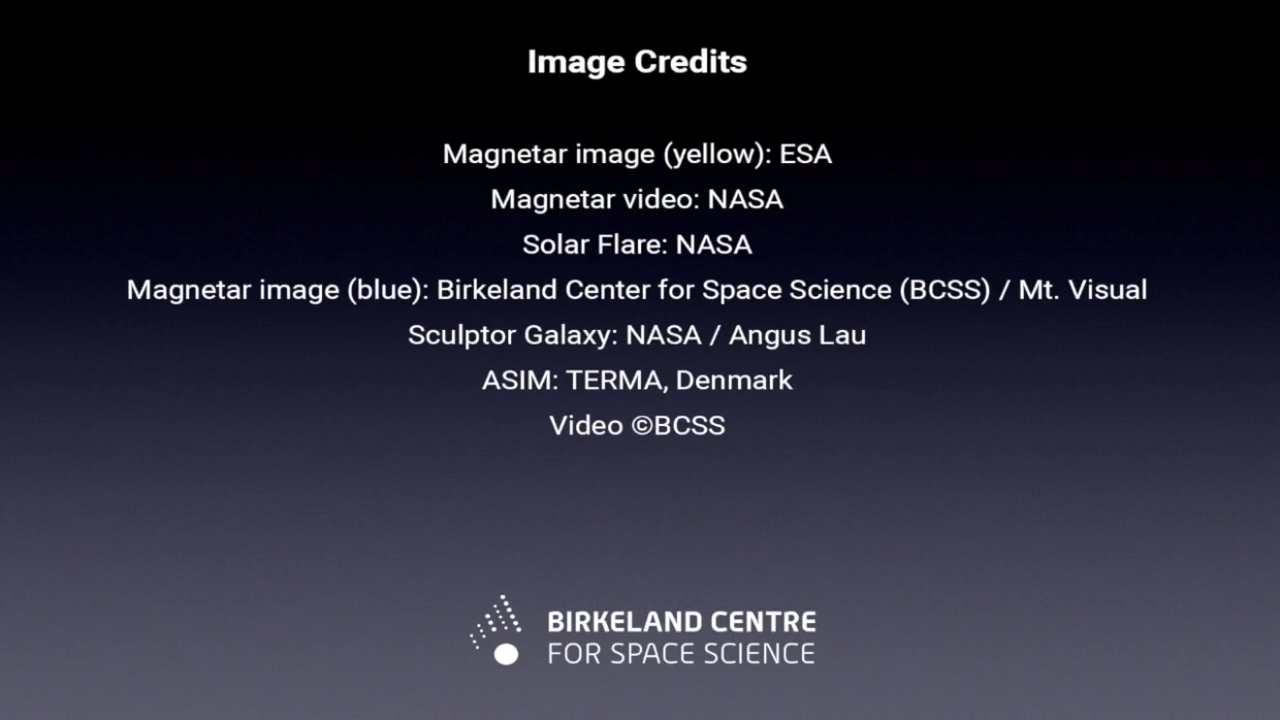 Image Credits
Magnetar image (yellow): ESA
Magnetar video: NASA
Solar Flare: NASA
Magnetar image (blue): Birkeland Center for Space Science (BCSS) / Mt. Visual
Sculptor Galaxy: NASA / Angus Lau
ASIM: TERMA, Denmark
Video ©BCSS
BIRKELAND CENTRE
FOR SPACE SCIENCE